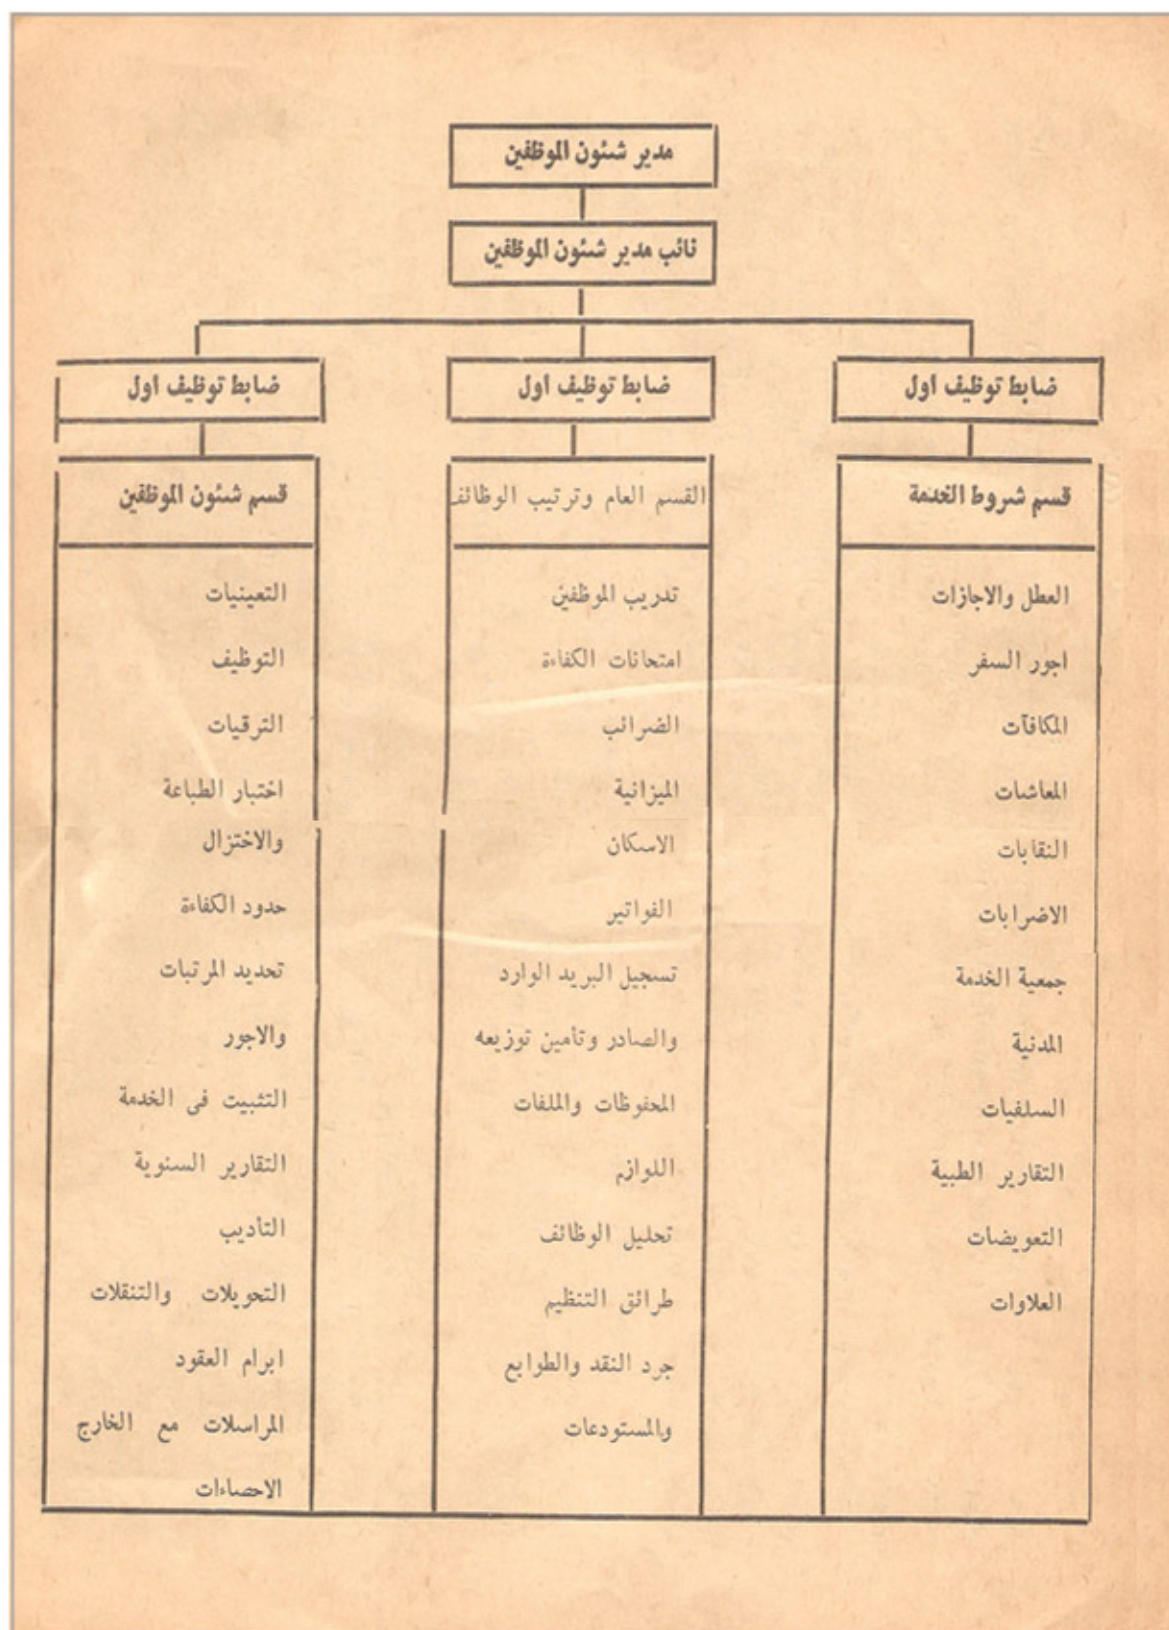 مدير شئون الموظفين
نائب مدير شئون الموظفين
ضابط توظيف اول
قسم شروط الخدمة
العطل والاجازات
اجور السفر
المكافآت
المعاشات
النقابات
الاضرابات
جمعية الخدمة
المدنية
السلفيات
التقارير الطبية
التعويضات
العلاوات
ضابط توظيف اول
القسم العام وترتيب الوظائف
تدريب الموظفين
امتحانات الكفاءة
الضرائب
الميزانية
الاسكان
الفواتير
تسجيل البريد الوارد
والصادر وتأمين توزيعه
المحفوظات والملفات
اللوازم
تحليل الوظائف
طرائق التنظيم
جرد النقد والطوابع
والمستودعات
ضابط توظيف اول
قسم شئون الموظفين
التعينيات
التوظيف
الترقيات
اختبار الطباعة
والاختزال
حدود الكفاءة
تحديد المرتبات
والاجور
التثبيت فى الخدمة
التقارير السنوية
التأديب
التحويلات والتنقلات
ابرام العقود
المراسلات مع الخارج
الاحصاءات